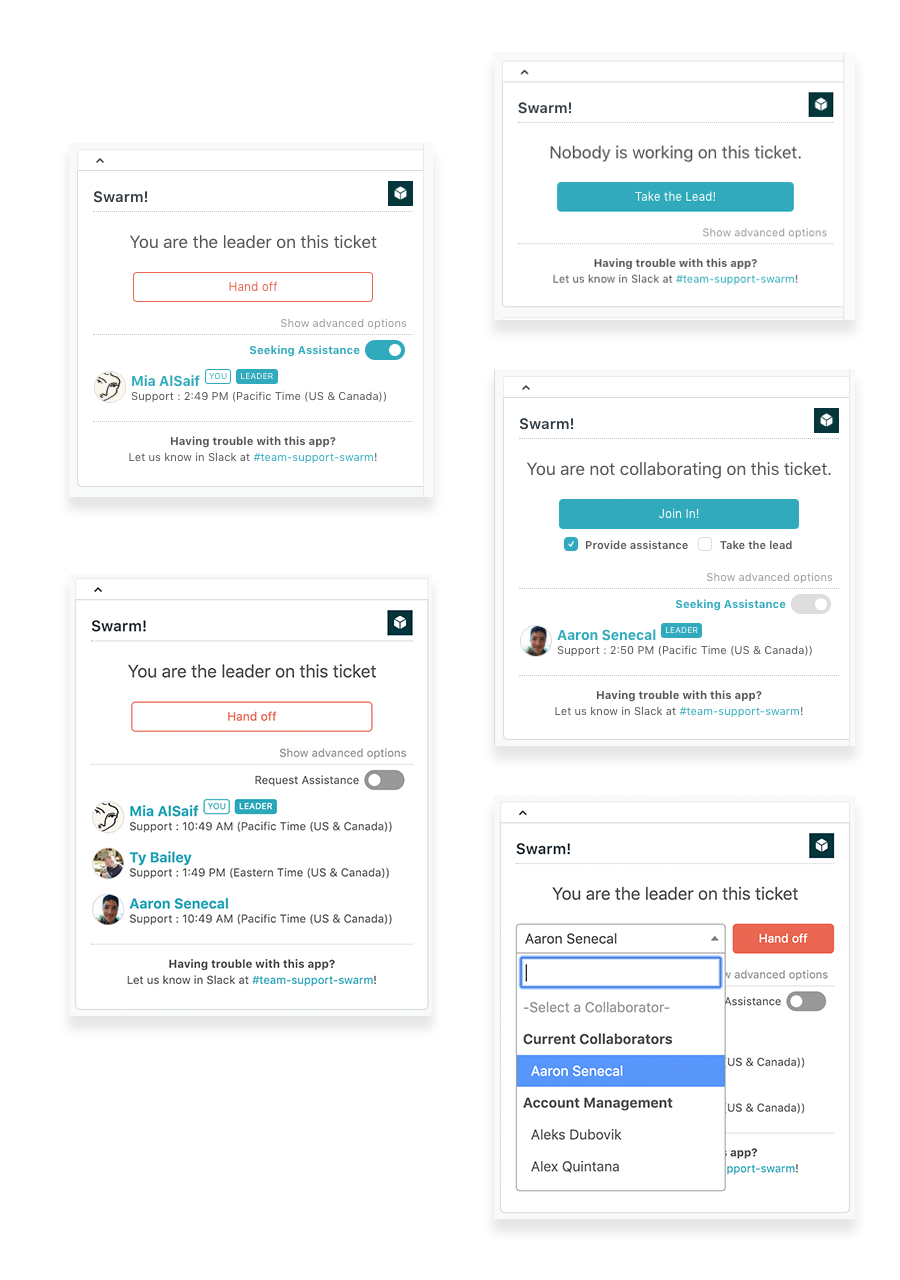 Swarm!
You are the leader on this ticket
Hand off
Show advanced options
Seeking Assistance
Mia AlSaif YOU LEADER
Support : 2:49 PM (Pacific Time (US & Canada))
Having trouble with this app?
Let us know in Slack at #team-support-swarm!
Swarm!
You are the leader on this ticket
Hand off
Show advanced options
Request Assistance
Mia AlSaif YOU LEADER
Support : 10:49 AM (Pacific Time (US & Canada))
Ty Bailey
Support : 1:49 PM (Eastern Time (US & Canada))
Aaron Senecal
Support : 10:49 AM (Pacific Time (US & Canada))
Having trouble with this app?
Let us know in Slack at #team-support-swarm!
Swarm!
Nobody is working on this ticket.
Take the Lead!
Show advanced options
Having trouble with this app?
Let us know in Slack at #team-support-swarm!
Swarm!
You are not collaborating on this ticket.
Join In!
Provide assistance Take the lead
Show advanced options
Seeking Assistance
Aaron Senecal LEADER
Support : 2:50 PM (Pacific Time (US & Canada))
Having trouble with this app?
Let us know in Slack at #team-support-swarm!
Swarm!
You are the leader on this ticket
Aaron Senecal Hand off
advanced options
-Select a Collaborator- Assistance
Current Collaborators
Aaron Senecal (US & Canada))
Account Management (US & Canada))
Aleks Dubovik
Alex Quintana
app?
pport-swarm!